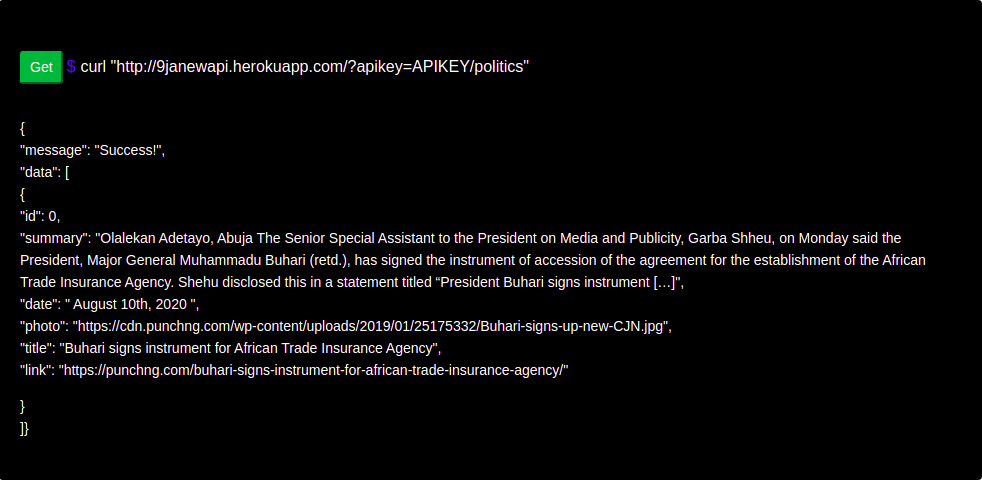 Get $ curl "http://9janewapi.herokuapp.com/?apikey=APIKEY/politics"
{
"message": "Success!",
"data": [
{
"id": 0,
"summary": "Olalekan Adetayo, Abuja The Senior Special Assistant to the President on Media and Publicity, Garba Shheu, on Monday said the
President, Major General Muhammadu Buhari (retd.), has signed the instrument of accession of the agreement for the establishment of the African
Trade Insurance Agency. Shehu disclosed this in a statement titled “President Buhari signs instrument […]",
"date": " August 10th, 2020 ",
"photo": "https://cdn.punchng.com/wp-content/uploads/2019/01/25175332/Buhari-signs-up-new-CJN.jpg",
"title": "Buhari signs instrument for African Trade Insurance Agency",
"link": "https://punchng.com/buhari-signs-instrument-for-african-trade-insurance-agency/"
}
]}